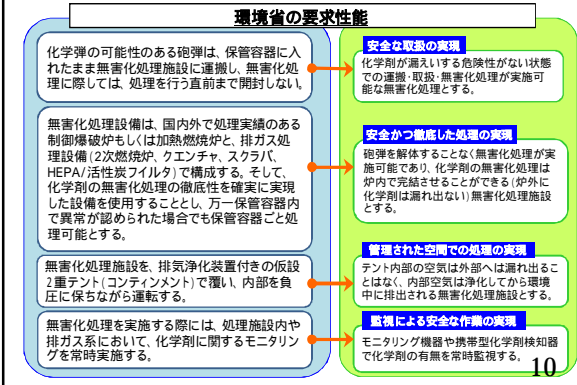 環境省の要求性能
化学弾の可能性のある砲弾は、保管容器に入
れたまま無害化処理施設に運搬し、無害化処
理に際しては、処理を行う直前まで開封しない。
安全な取扱の実現
化学剤が漏えいする危険性がない状態
での運搬・取扱・無害化処理が実施可
能な無害化処理とする。
無害化処理設備は、国内外で処理実績のある
制御爆破炉もしくは加熱燃焼炉と、排ガス処
理設備(2次燃焼炉、クエンチャ、スクラバ、
HEPA/活性炭フィルタ)で構成する。そして、
化学剤の無害化処理の徹底性を確実に実現
した設備を使用することとし、万一保管容器内
で異常が認められた場合でも保管容器ごと処
理可能とする。
安全かつ徹底した処理の実現
砲弾を解体することなく無害化処理が実
施可能であり、化学剤の無害化処理は
炉内で完結させることができる(炉外に
化学剤は漏れ出ない)無害化処理施設
とする。
無害化処理施設を、排気浄化装置付きの仮設
2重テント(コンティンメント)で覆い、内部を負
圧に保ちながら運転する。
管理された空間での処理の実現
テント内部の空気は外部へは漏れ出るこ
とはなく、内部空気は浄化してから環境
中に排出される無害化処理施設とする。
無害化処理を実施する際には、処理施設内や
排ガス系において、化学剤に関するモニタリン
グを常時実施する。
監視による安全な作業の実現
モニタリング機器や携帯型化学剤検知器
で化学剤の有無を常時監視する。
10